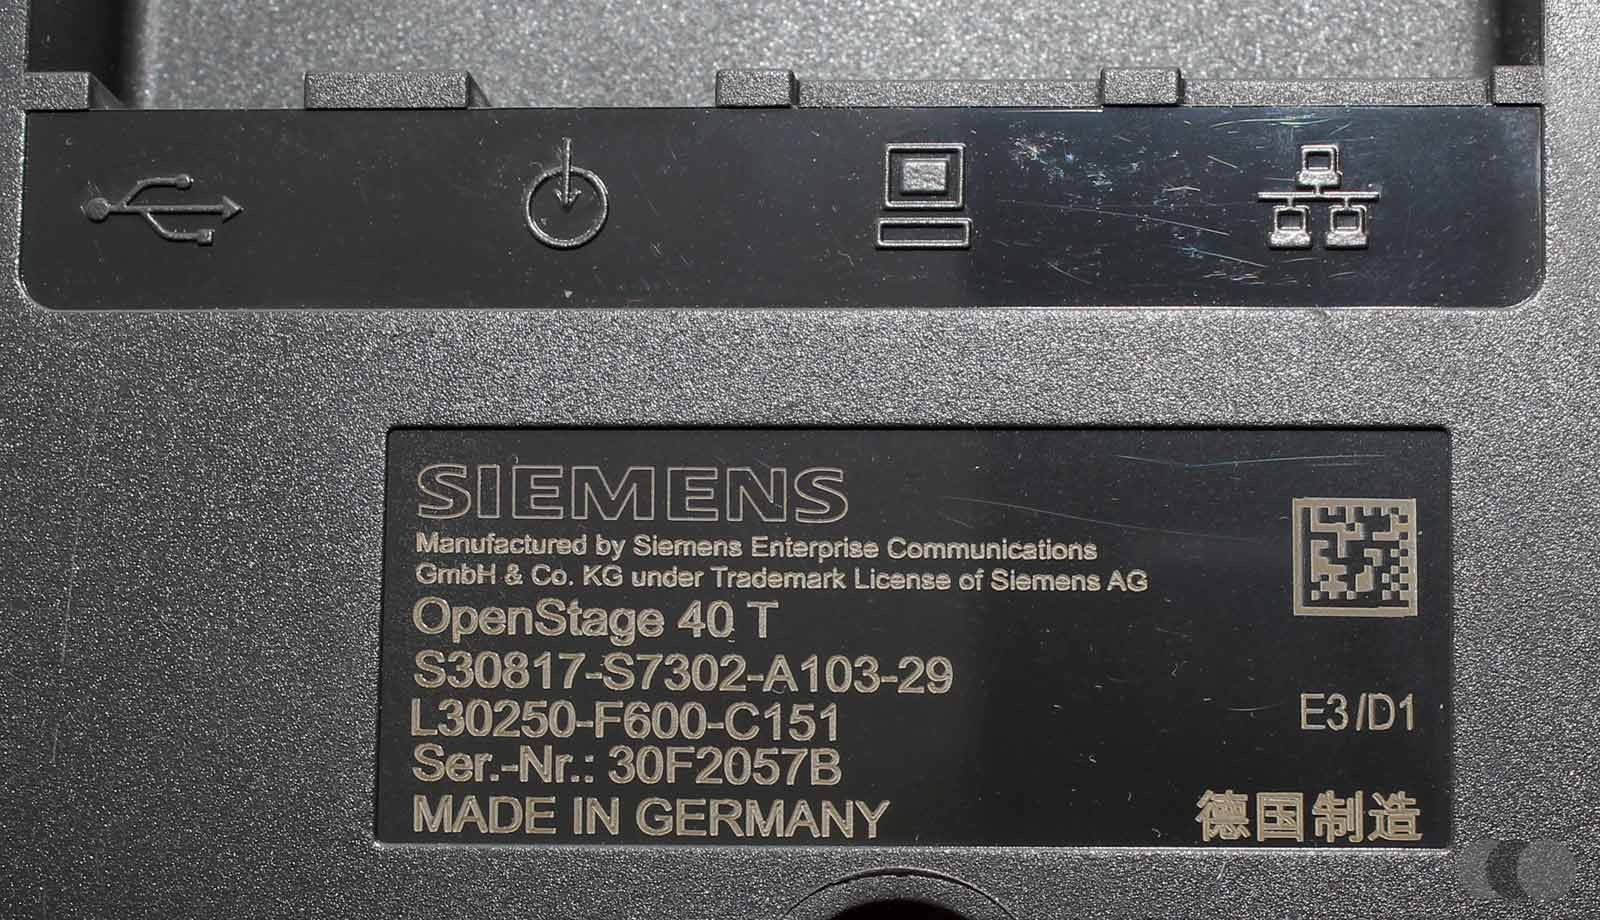 SIEMENS
Manufactured by Siemens Enterprise Communications
GmbH & Co. KG under Trademark License of Siemens AG
OpenStage 40 T
S30817-S7302-A103-29
L30250-F600-C151
E3/D1
Ser.-Nr.: 30F2057B
MADE IN GERMANY
德国制造